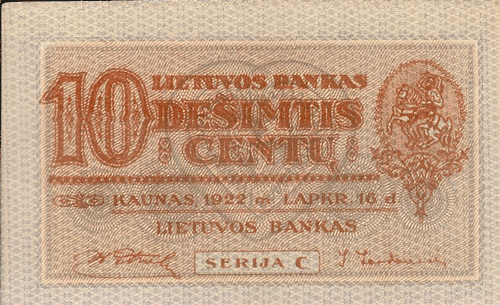 LIETUVOS BANKAS
10 DEŠIMTIS
CENTŲ
KAUNAS, 1922 m. LAPKR. 16 d
LIETUVOS BANKAS
SERIJA C